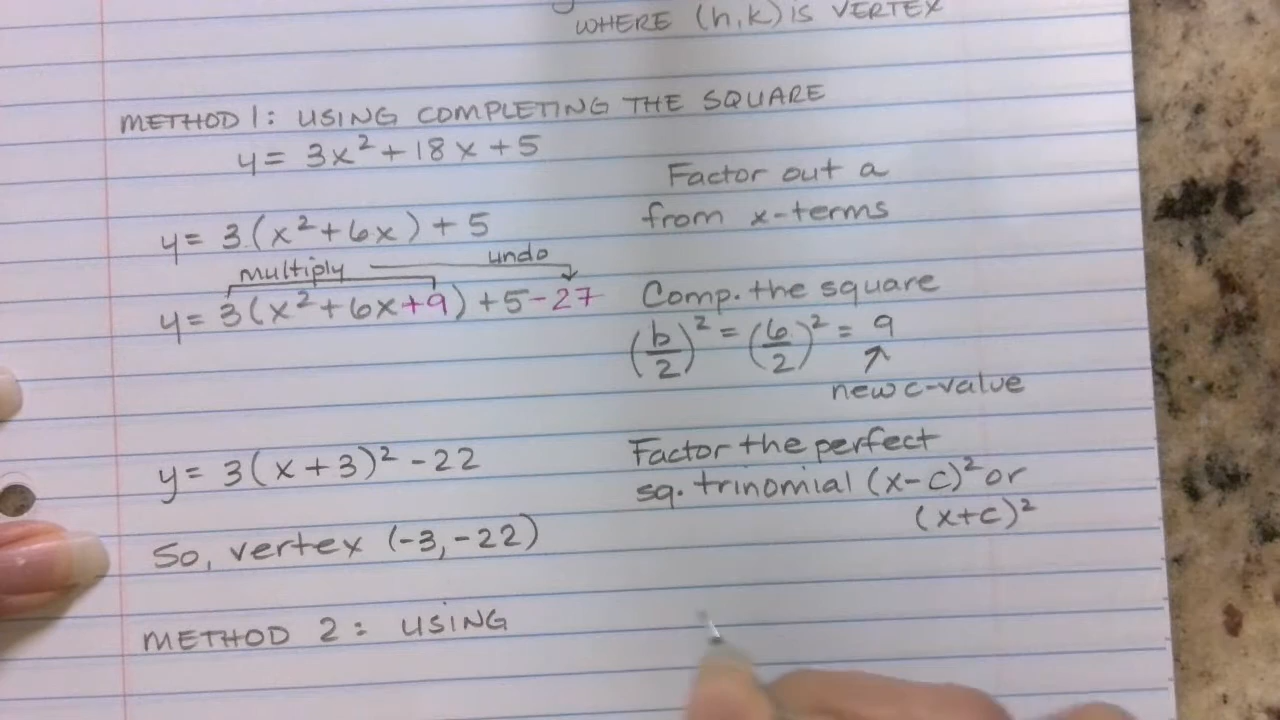 WHERE (h,k) is VERTEX
METHOD 1: USING COMPLETING THE SQUARE
y = 3x² + 18x + 5
Factor out a
from x-terms
y = 3(x² + 6x) + 5
multiply undo
y = 3(x² + 6x + 9) + 5 - 27
Comp. the square
(b/2)² = (6/2)² = 9
new c-value
y = 3(x + 3)² - 22
Factor the perfect
sq. trinomial (x-c)² or
(x+c)²
So, vertex (-3, -22)
METHOD 2: USING